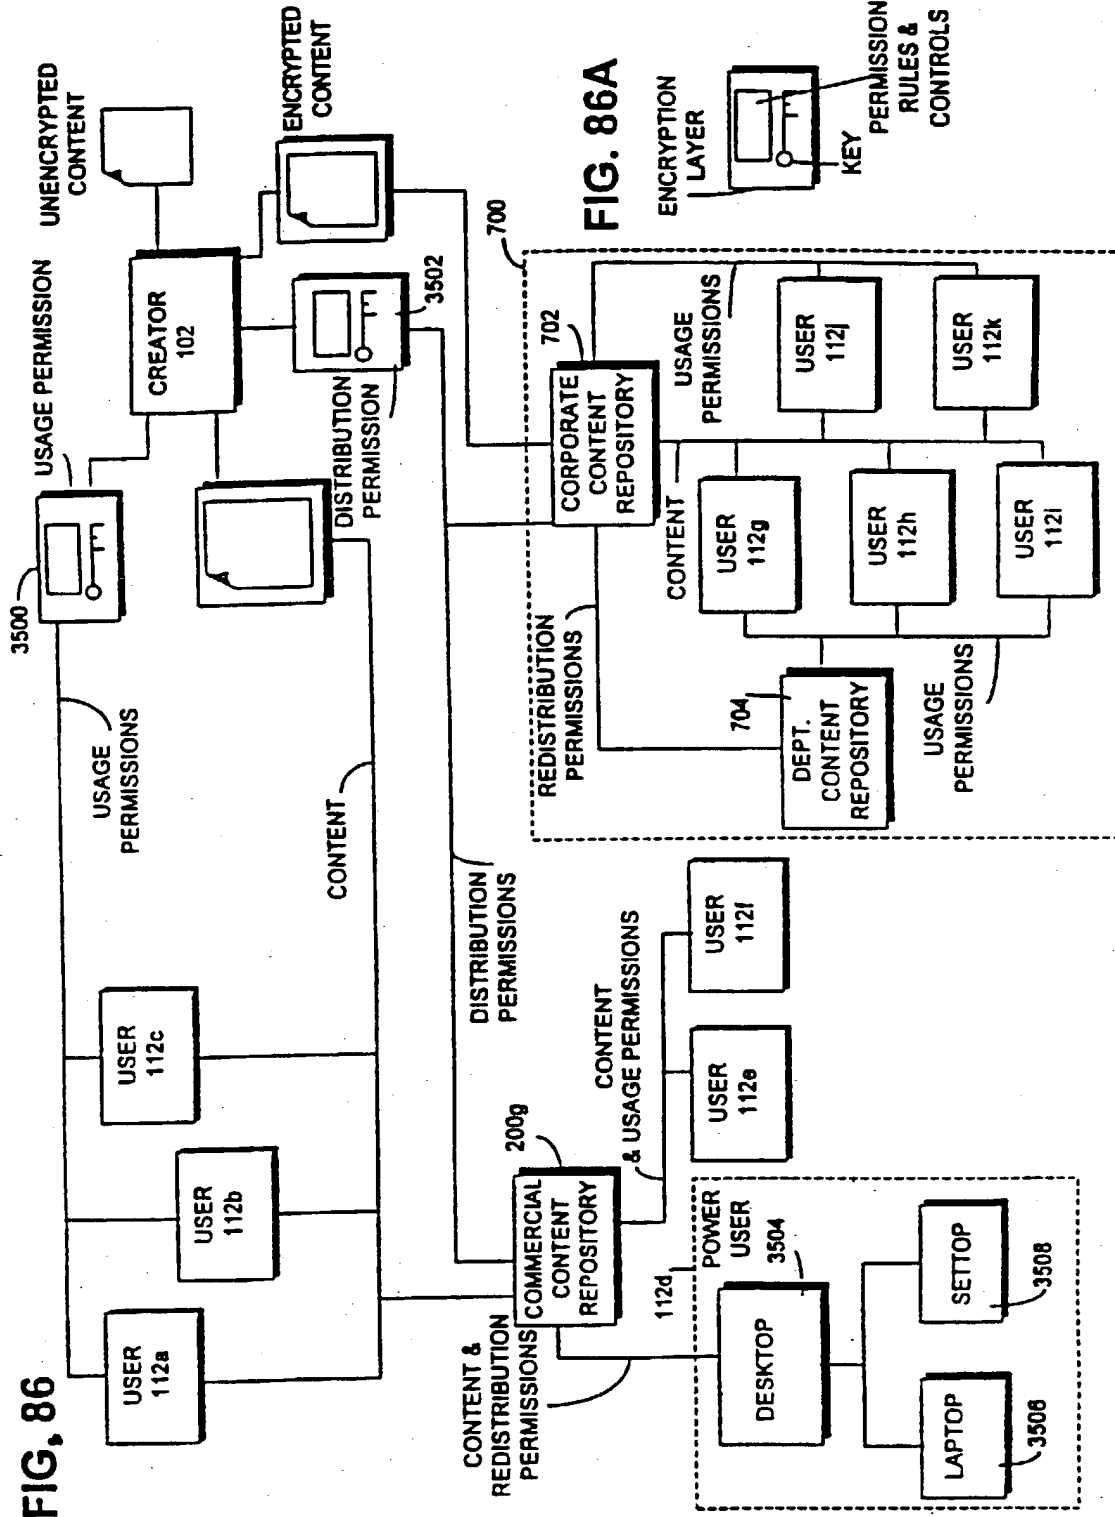 FIG, 86
USER
112a
USER
112b
USER
112c
USAGE
PERMISSIONS
3500
USAGE PERMISSION
UNENCRYPTED
CONTENT
CREATOR
102
ENCRYPTED
CONTENT
DISTRIBUTION
PERMISSION
3502
CONTENT
DISTRIBUTION
PERMISSIONS
CONTENT &
REDISTRIBUTION
PERMISSIONS
COMMERCIAL
CONTENT
REPOSITORY
200g
CONTENT
& USAGE PERMISSIONS
USER
112e
USER
112f
112d
POWER
USER
3504
DESKTOP
LAPTOP
3506
SETTOP
3508
700
CORPORATE
CONTENT
REPOSITORY
702
REDISTRIBUTION
PERMISSIONS
CONTENT
USAGE
PERMISSIONS
704
DEPT.
CONTENT
REPOSITORY
USER
112g
USER
112h
USER
112i
USER
112j
USER
112k
USAGE
PERMISSIONS
FIG. 86A
ENCRYPTION
LAYER
KEY
PERMISSION
RULES &
CONTROLS